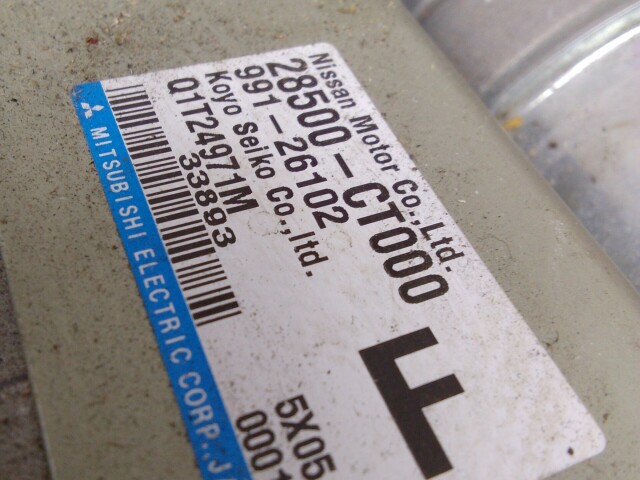 Nissan Motor Co.,Ltd.
28500-CT000
991-26102
Koyo Seiko Co.,ltd.
Q1T24971M
33893
F
5X05
0001
MITSUBISHI ELECTRIC CORP.,JA